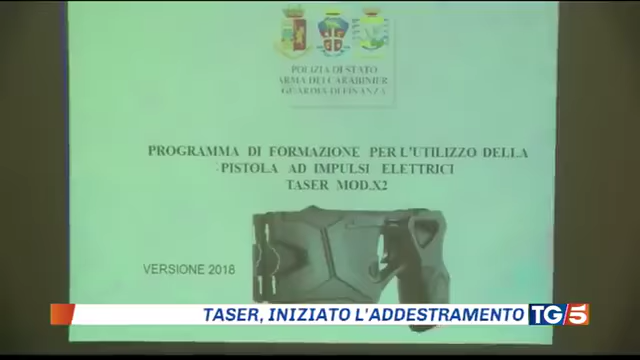 POLIZIA DI STATO
ARMA DEI CARABINIER
GUARDIA DI FINANZA
PROGRAMMA DI FORMAZIONE PER L'UTILIZZO DELLA
PISTOLA AD IMPULSI ELETTRICI
TASER MOD.X2
VERSIONE 2018
TASER, INIZIATO L'ADDESTRAMENTO
TG5